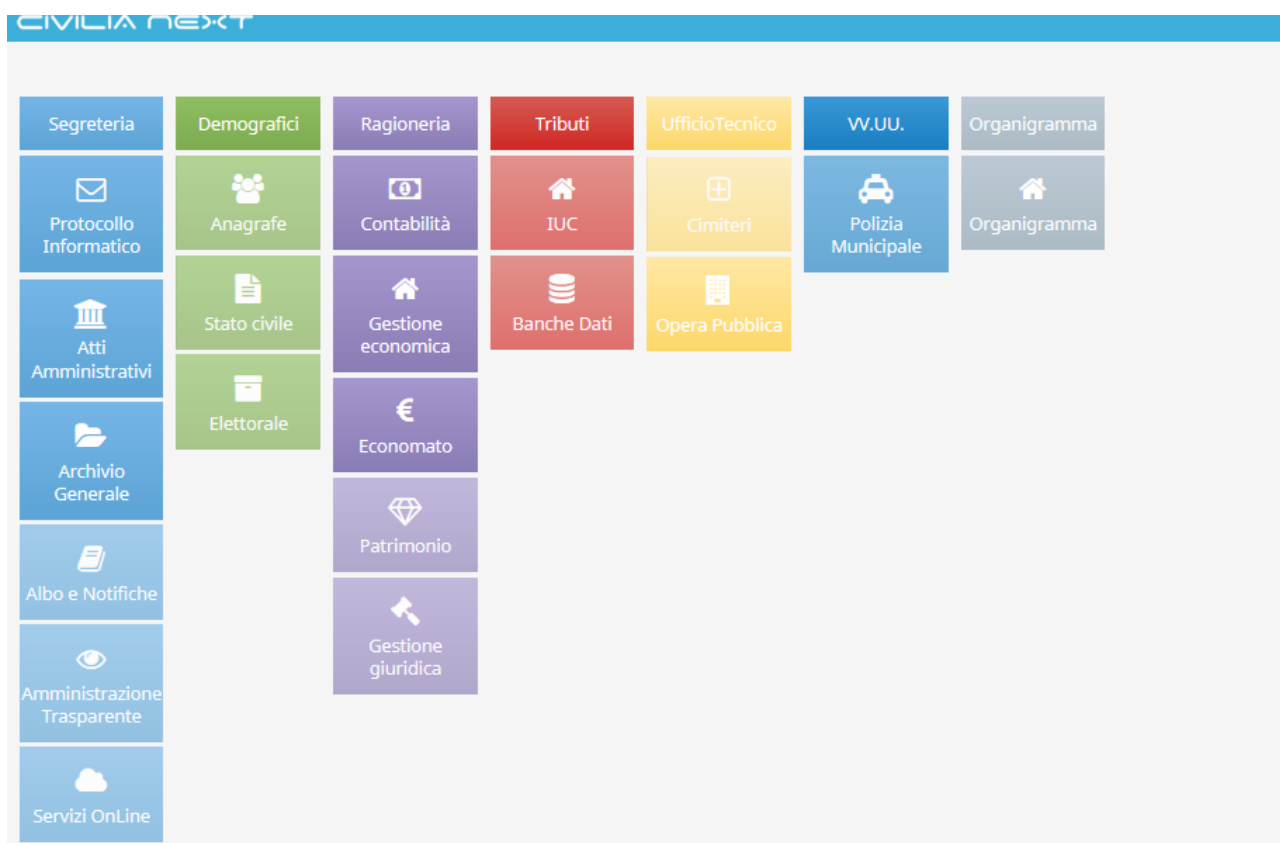 CIVILIA NEXT
Segreteria
Protocollo
Informatico
Atti
Amministrativi
Archivio
Generale
Albo e Notifiche
Amministrazione
Trasparente
Servizi OnLine
Demografici
Anagrafe
Stato civile
Elettorale
Ragioneria
Contabilità
Gestione
economica
Economato
Patrimonio
Gestione
giuridica
Tributi
IUC
Banche Dati
UfficioTecnico
Cimiteri
Opera Pubblica
VV.UU.
Polizia
Municipale
Organigramma
Organigramma